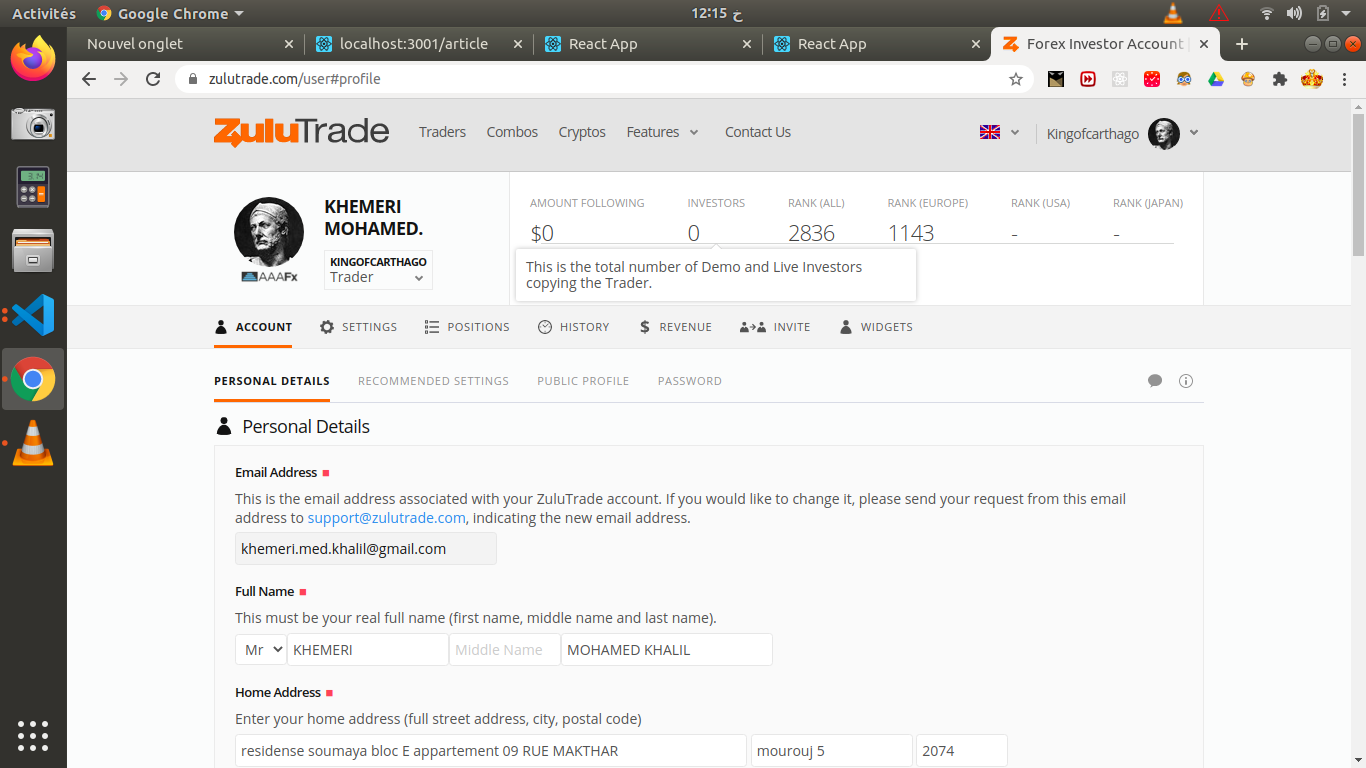 Activités Google Chrome 12:15 خ
Nouvel onglet localhost:3001/article React App React App Forex Investor Account |
zulutrade.com/user#profile
ZuluTrade Traders Combos Cryptos Features Contact Us Kingofcarthago
KHEMERI
MOHAMED.
KINGOFCARTHAGO
Trader
AAAFx
AMOUNT FOLLOWING INVESTORS RANK (ALL) RANK (EUROPE) RANK (USA) RANK (JAPAN)
$0 0 2836 1143 - -
This is the total number of Demo and Live Investors
copying the Trader.
ACCOUNT SETTINGS POSITIONS HISTORY $ REVENUE INVITE WIDGETS
PERSONAL DETAILS RECOMMENDED SETTINGS PUBLIC PROFILE PASSWORD
Personal Details
Email Address
This is the email address associated with your ZuluTrade account. If you would like to change it, please send your request from this email
address to support@zulutrade.com, indicating the new email address.
khemeri.med.khalil@gmail.com
Full Name
This must be your real full name (first name, middle name and last name).
Mr KHEMERI Middle Name MOHAMED KHALIL
Home Address
Enter your home address (full street address, city, postal code)
residense soumaya bloc E appartement 09 RUE MAKTHAR mourouj 5 2074